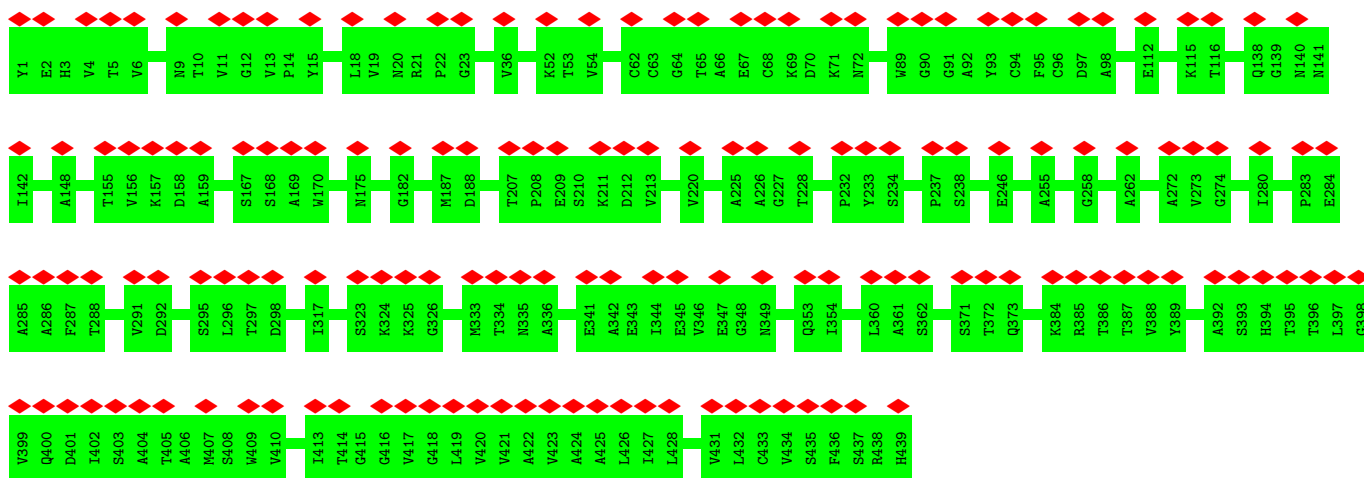 Y1 E2 H3 V4 T5 V6 N9 T10 V11 G12 V13 P14 Y15 L18 V19 N20 R21 P22 G23 V36 K52 T53 V54 C62 C63 G64 T65 A66 E67 C68 K69 D70 K71 N72 W89 G90 G91 A92 Y93 C94 F95 C96 D97 A98 E112 K115 T116 Q138 G139 N140 N141
I142 A148 T155 V156 K157 D158 A159 S167 S168 A169 W170 N175 G182 M187 D188 T207 P208 E209 S210 K211 D212 V213 V220 A225 A226 G227 T228 P232 Y233 S234 P237 S238 E246 A255 G258 A262 A272 V273 G274 I280 P283 E284
A285 A286 F287 T288 V291 D292 S295 L296 T297 D298 I317 S323 K324 K325 G326 M333 T334 N335 A336 E341 A342 E343 I344 E345 V346 E347 G348 N349 Q353 I354 L360 A361 S362 S371 T372 Q373 K384 R385 T386 T387 V388 Y389 A392 S393 H394 T395 T396 L397 G398
V399 Q400 D401 I402 S403 A404 T405 A406 M407 S408 W409 V410 I413 T414 G415 G416 V417 G418 L419 V420 V421 A422 V423 A424 A425 L426 I427 L428 V431 L432 C433 V434 S435 F436 S437 R438 H439